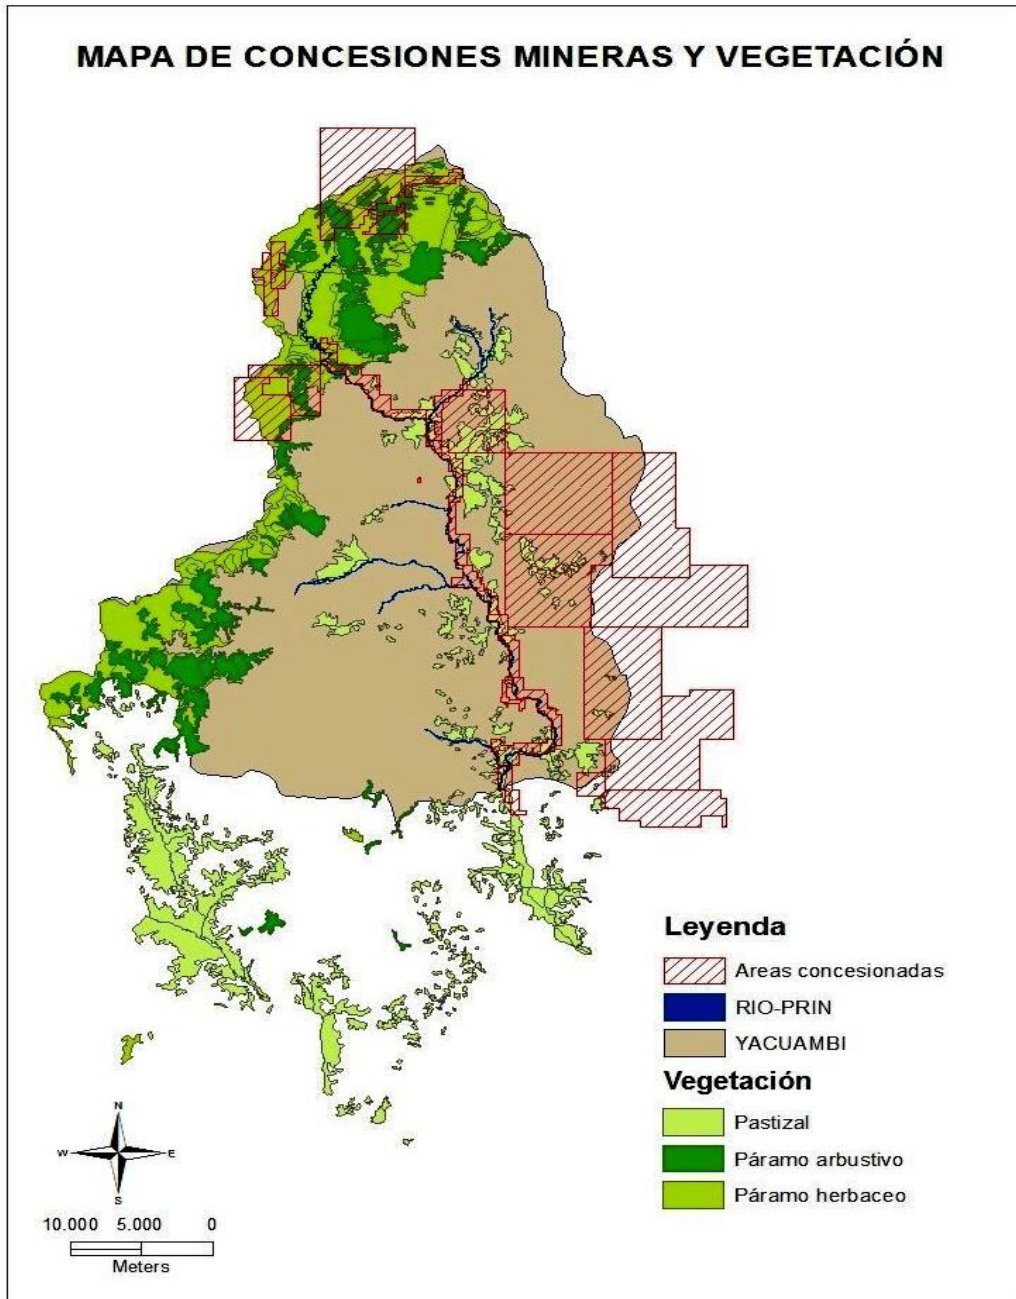 MAPA DE CONCESIONES MINERAS Y VEGETACIÓN
Leyenda
Areas concesionadas
RIO-PRIN
YACUAMBI
Vegetación
Pastizal
Páramo arbustivo
Páramo herbaceo
N
W E
S
10.000 5.000 0
Meters